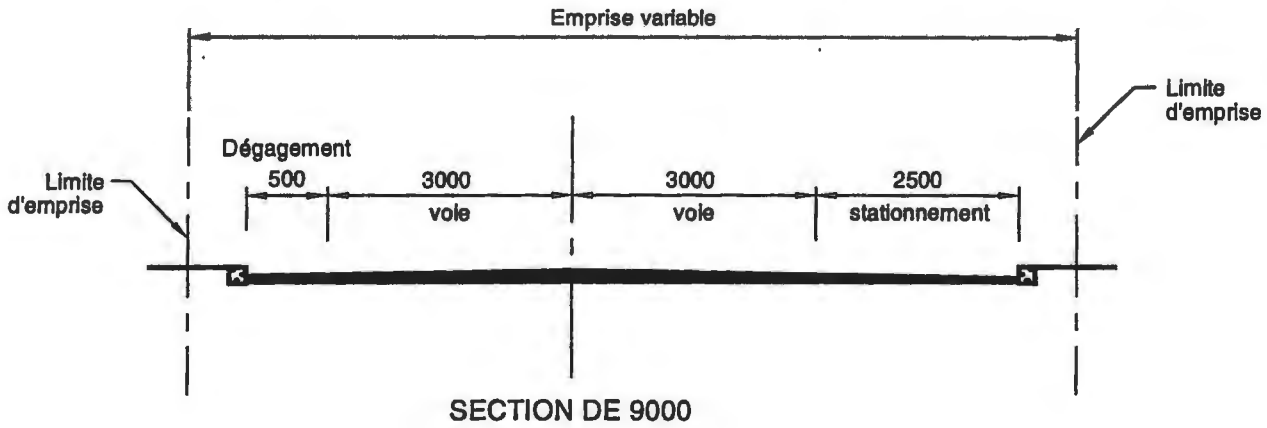 Emprise variable
Limite
d'emprise
Dégagement
500
3000
3000
2500
Limite
d'emprise
voie
voie
stationnement
SECTION DE 9000